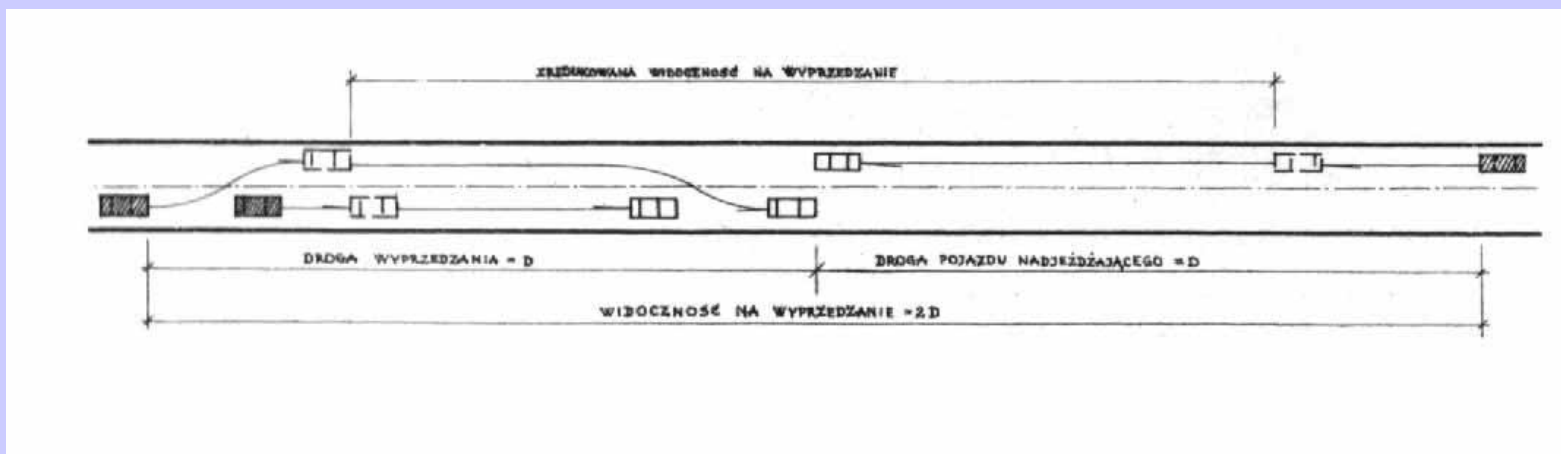 ZREDUKOWANA WIDOCZNOŚĆ NA WYPRZEDZANIE
DROGA WYPRZEDZANIA = D
DROGA POJAZDU NADJEŻDŻAJĄCEGO = D
WIDOCZNOŚĆ NA WYPRZEDZANIE = 2D